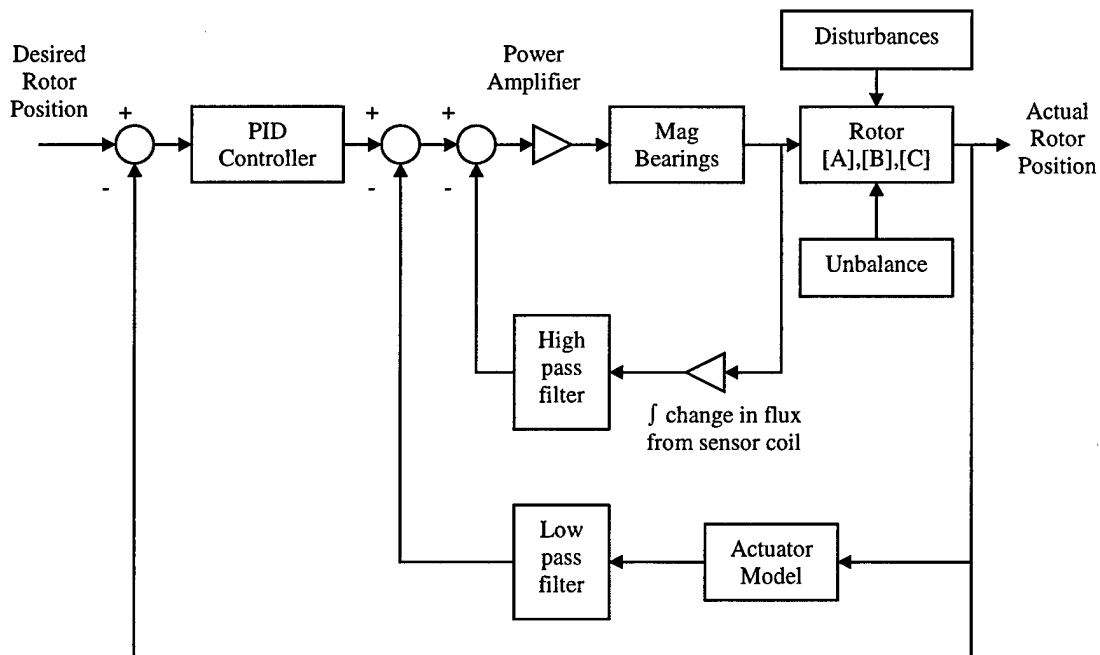 Desired
Rotor
Position
+
-
PID
Controller
+
-
+
-
Power
Amplifier
Mag
Bearings
Disturbances
Rotor
[A],[B],[C]
Unbalance
Actual
Rotor
Position
High
pass
filter
∫ change in flux
from sensor coil
Low
pass
filter
Actuator
Model